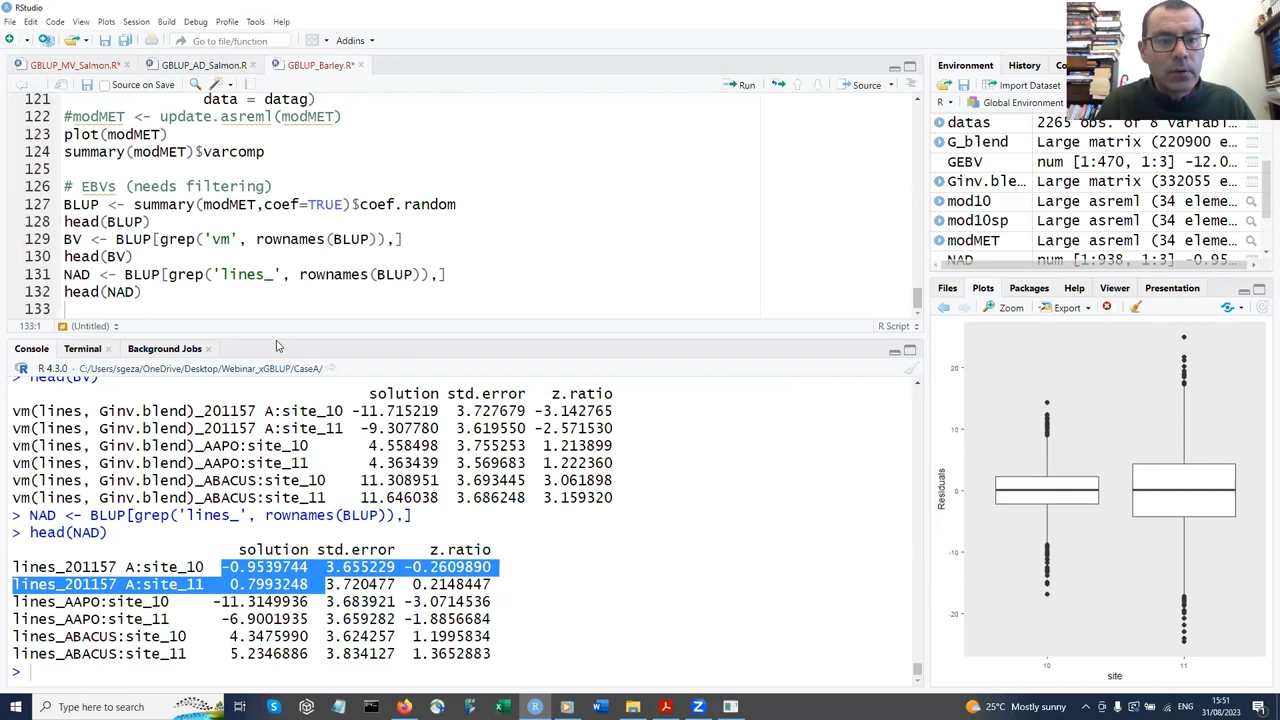 RStudio
File Edit Code View Plots Session Build Debug Profile Tools Help
Go to file/function
Addins
GBLUP_MV_Salmon.R* GBLUP_AD_Salmon.R GBLUP_Barley.R*
Source on Save
Run
Source
121 data = datag)
122 #modMET <- update.asreml(modMET)
123 plot(modMET)
124 summary(modMET)$varcomp
125
126 # EBVs (needs filtering)
127 BLUP <- summary(modMET,coef=TRUE)$coef.random
128 head(BLUP)
129 BV <- BLUP[grep('vm', rownames(BLUP)),]
130 head(BV)
131 NAD <- BLUP[grep('lines_', rownames(BLUP)),]
132 head(NAD)
133
133:1 (Untitled) R Script
Console Terminal Background Jobs
R 4.3.0 · C:/Users/sgeza/OneDrive/Desktop/Webinar_xGBLUP/CaseA/
> head(BV)
solution std.error z.ratio
vm(lines, Ginv.blend)_201157 A:site_10 -11.715219 3.727679 -3.142765
vm(lines, Ginv.blend)_201157 A:site_11 -9.307780 3.619550 -2.571530
vm(lines, Ginv.blend)_AAPO:site_10 4.558498 3.755253 1.213899
vm(lines, Ginv.blend)_AAPO:site_11 4.363439 3.569683 1.222360
vm(lines, Ginv.blend)_ABACUS:site_10 11.308951 3.693445 3.061898
vm(lines, Ginv.blend)_ABACUS:site_11 11.646038 3.686248 3.159320
> NAD <- BLUP[grep('lines_', rownames(BLUP)),]
> head(NAD)
solution std.error z.ratio
lines_201157 A:site_10 -0.9539744 3.655229 -0.2609890
lines_201157 A:site_11 0.7993248 3.720477 0.2148447
lines_AAPO:site_10 -11.3149936 3.683921 -3.0714536
lines_AAPO:site_11 -6.9001935 3.659282 -1.8856684
lines_ABACUS:site_10 4.3475990 3.624257 1.1995834
lines_ABACUS:site_11 5.2346886 3.834127 1.3652883
>
Environment History Co
Import Dataset
R Global Environment
datas 2265 obs. of 8 variabl…
G_blend Large matrix (220900 e…
GEBV num [1:470, 1:3] -12.0…
Ginv.ble… Large matrix (332055 e…
mod10 Large asreml (34 eleme…
mod10sp Large asreml (34 eleme…
modMET Large asreml (34 eleme…
NAD num [1:938, 1:3] -0.95…
Files Plots Packages Help Viewer Presentation
Zoom Export
20
10
0
-10
-20
Residuals
10 11
site
Type here to search
25°C Mostly sunny
15:51
31/08/2023